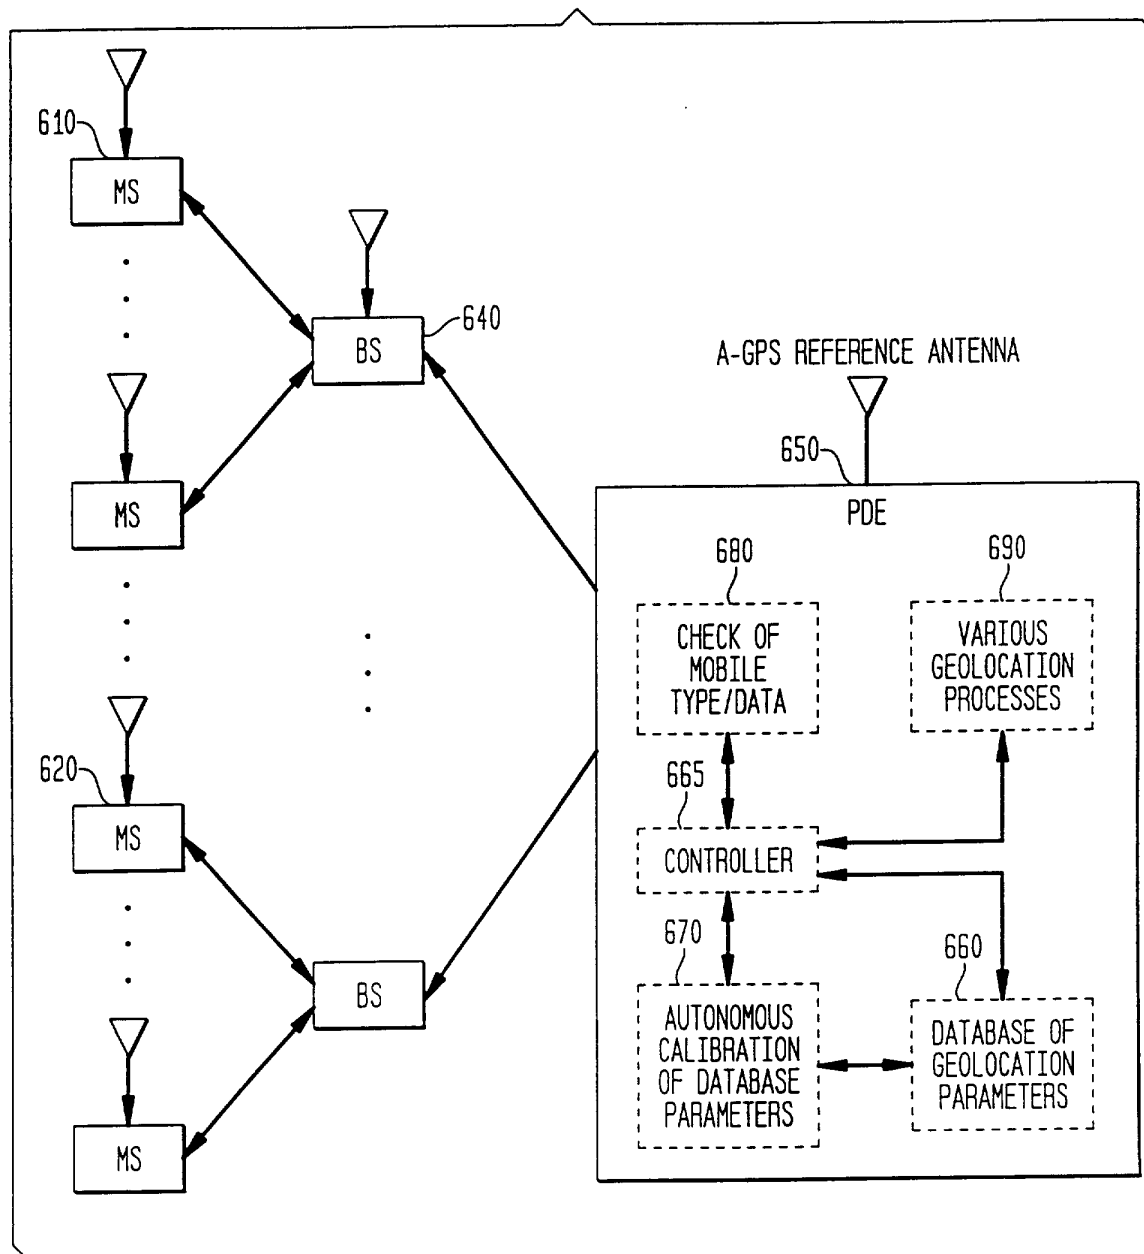 610
MS
BS
640
MS
A-GPS REFERENCE ANTENNA
650
PDE
680
CHECK OF
MOBILE
TYPE/DATA
690
VARIOUS
GEOLOCATION
PROCESSES
620
MS
665
CONTROLLER
670
AUTONOMOUS
CALIBRATION
OF DATABASE
PARAMETERS
660
DATABASE OF
GEOLOCATION
PARAMETERS
BS
MS